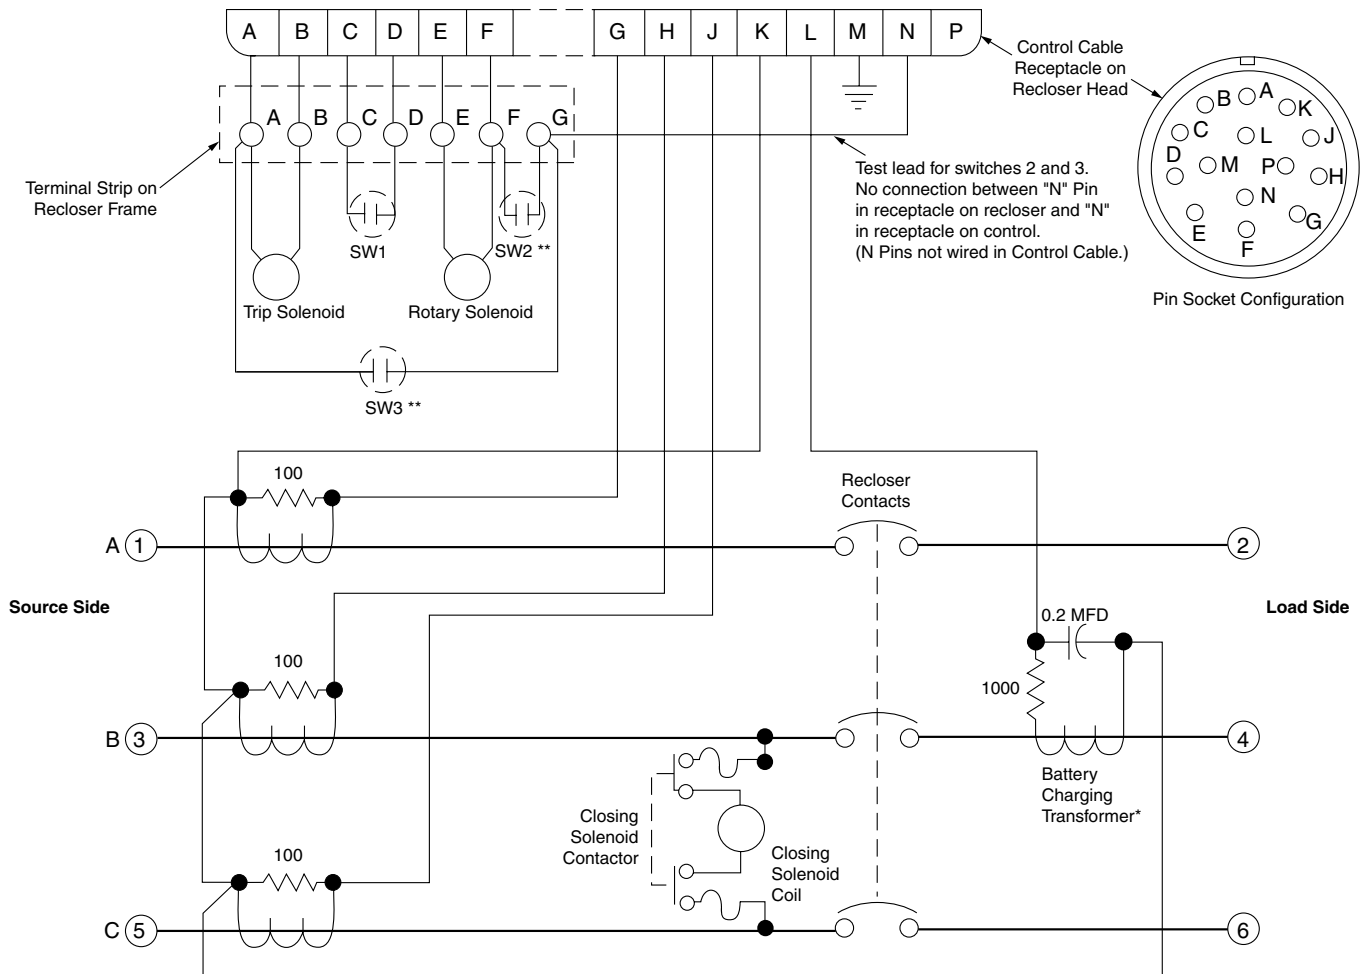 A B C D E F G H J K L M N P
Control Cable
Receptacle on
Recloser Head
A B C D E F G
Terminal Strip on
Recloser Frame
Test lead for switches 2 and 3.
No connection between "N" Pin
in receptacle on recloser and "N"
in receptacle on control.
(N Pins not wired in Control Cable.)
B A K
C L J
D M P H
N
E F G
Pin Socket Configuration
SW1
SW2 **
Trip Solenoid
Rotary Solenoid
SW3 **
100
Recloser
Contacts
A 1
2
Source Side
Load Side
0.2 MFD
100
1000
B 3
4
Battery
Charging
Transformer*
Closing
Solenoid
Contactor
Closing
Solenoid
Coil
100
C 5
6